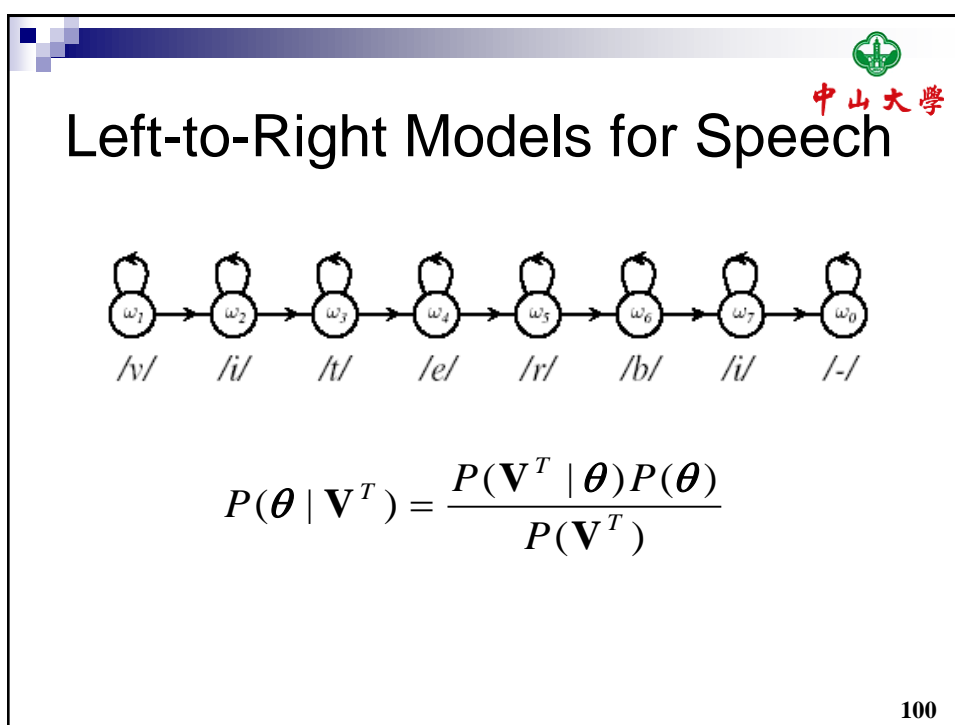 中山大學
Left-to-Right Models for Speech
ω₁ ω₂ ω₃ ω₄ ω₅ ω₆ ω₇ ω₀
/v/ /i/ /t/ /e/ /r/ /b/ /i/ /-/
P(θ | V^T) = P(V^T | θ)P(θ) / P(V^T)
100